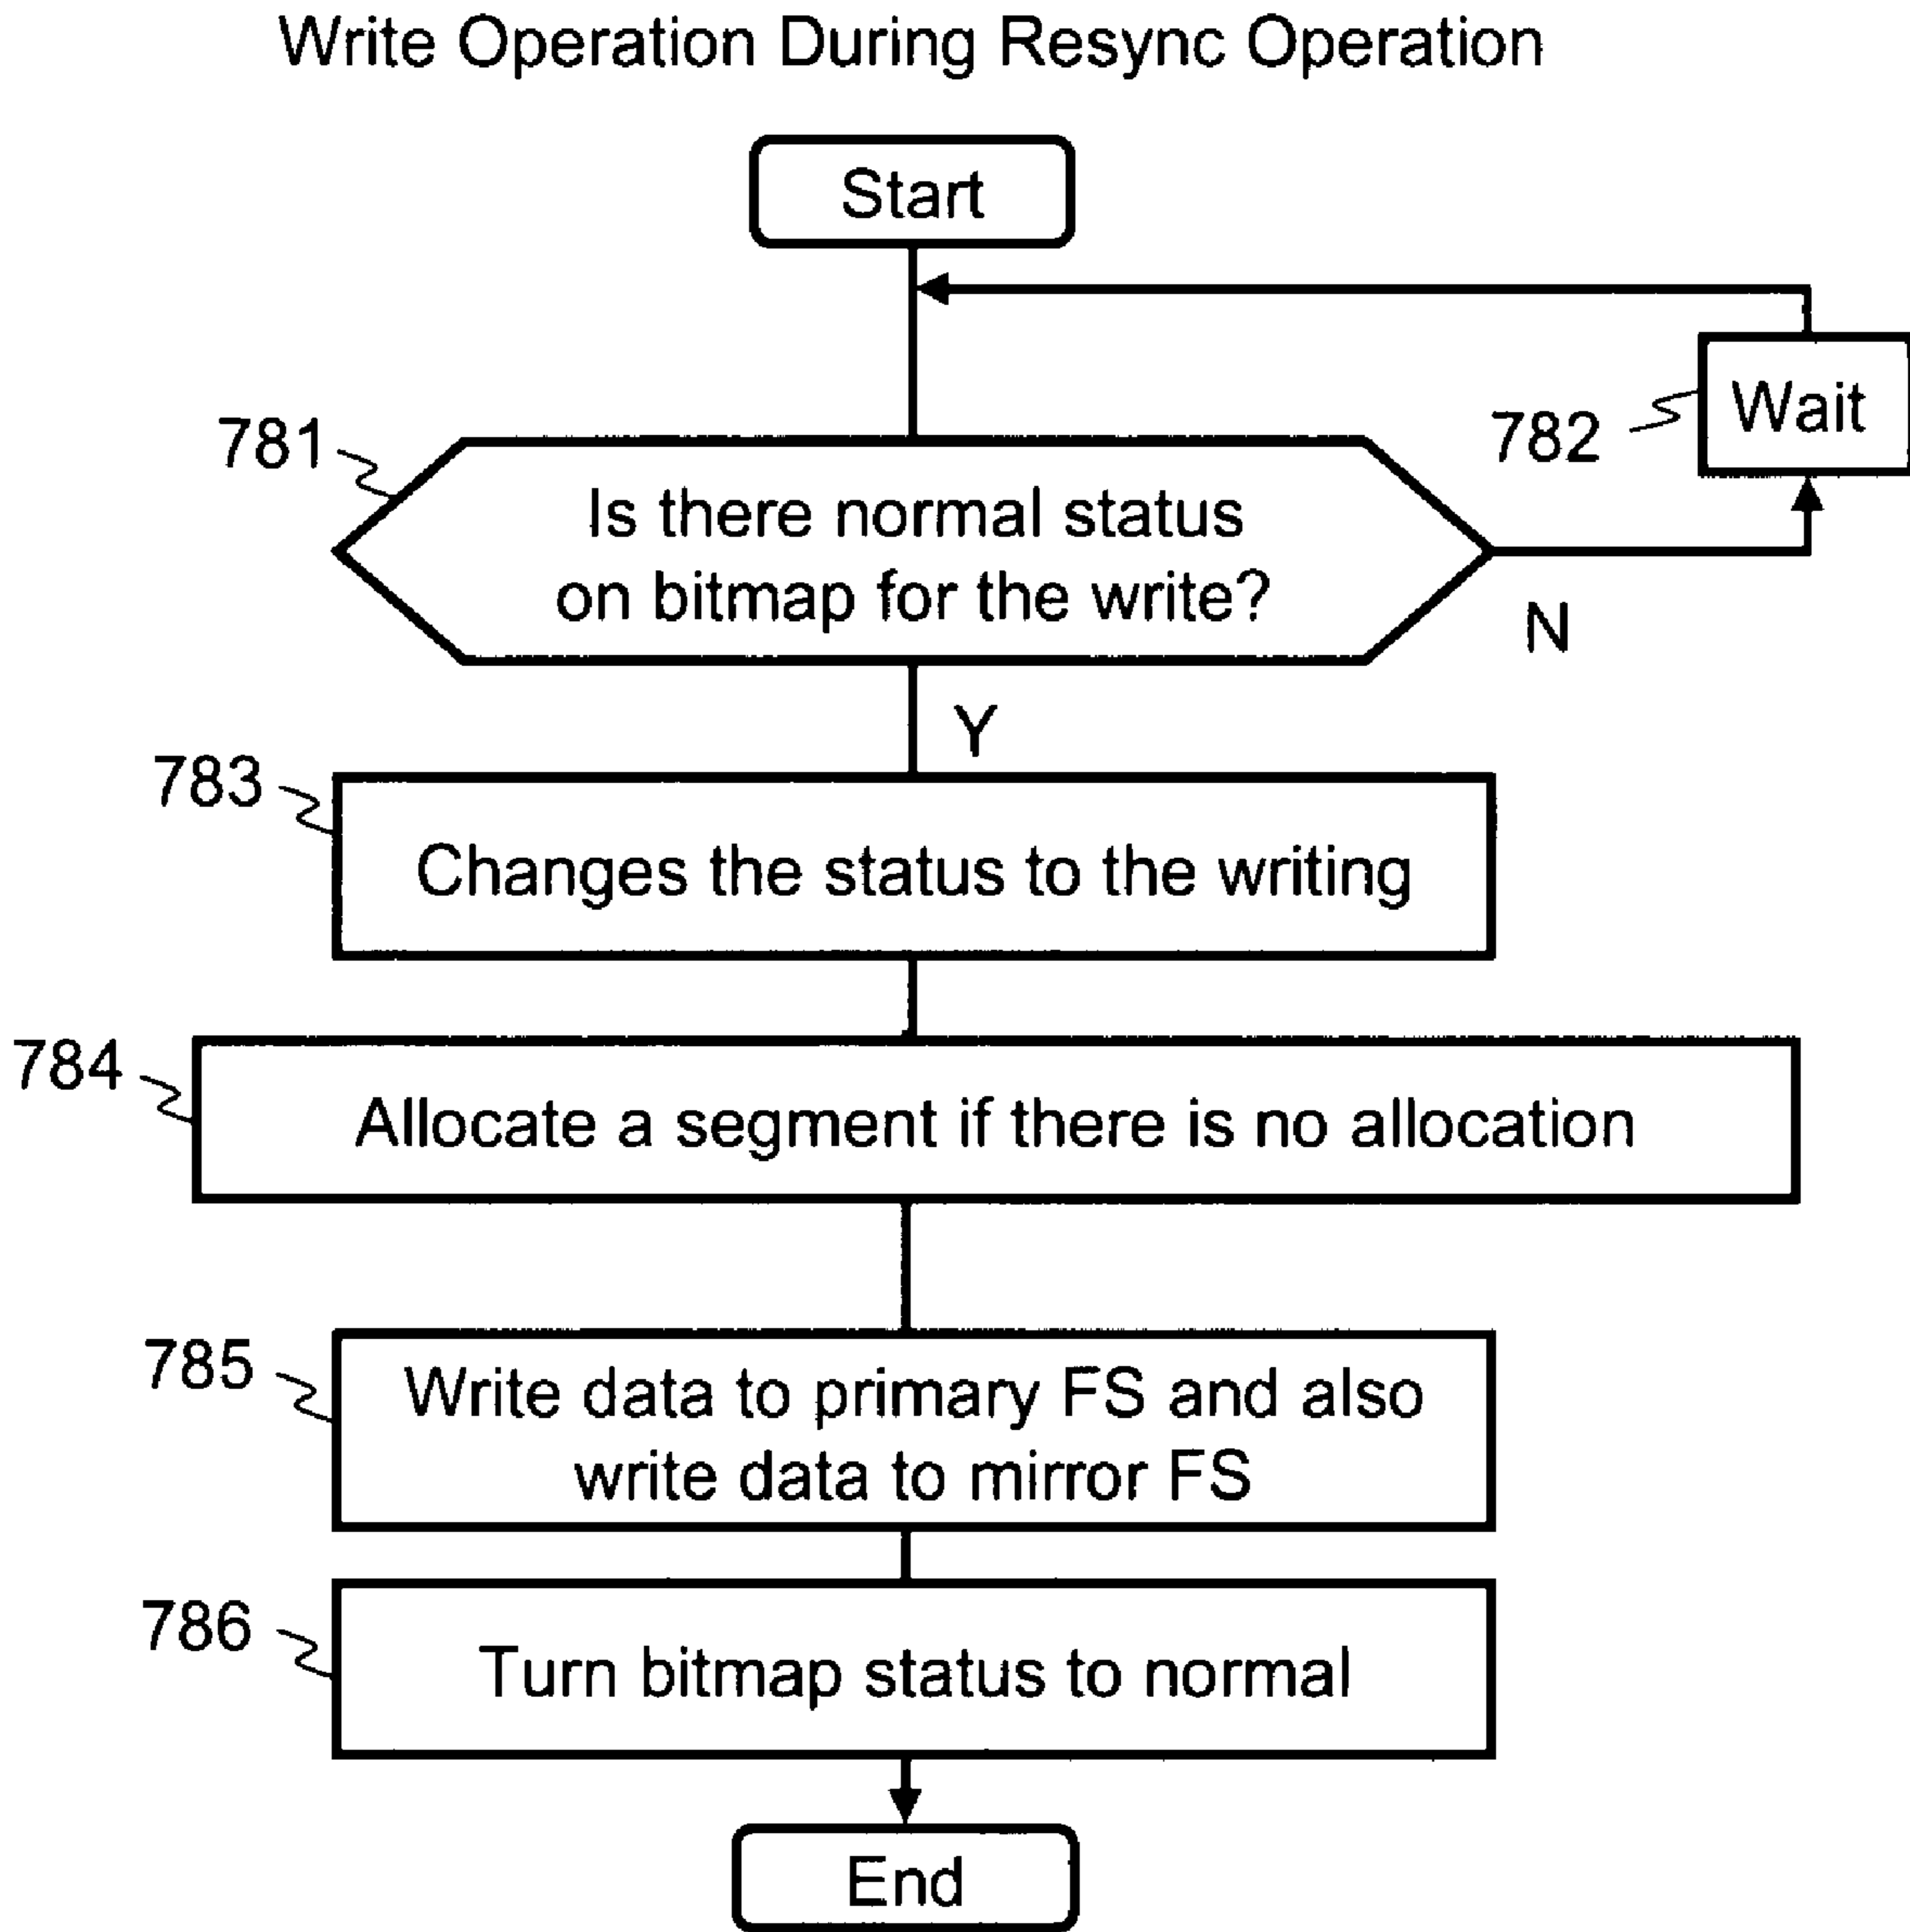 Write Operation During Resync Operation
Start
782
Wait
781
Is there normal status
on bitmap for the write?
N
Y
783
Changes the status to the writing
784
Allocate a segment if there is no allocation
785
Write data to primary FS and also
write data to mirror FS
786
Turn bitmap status to normal
End